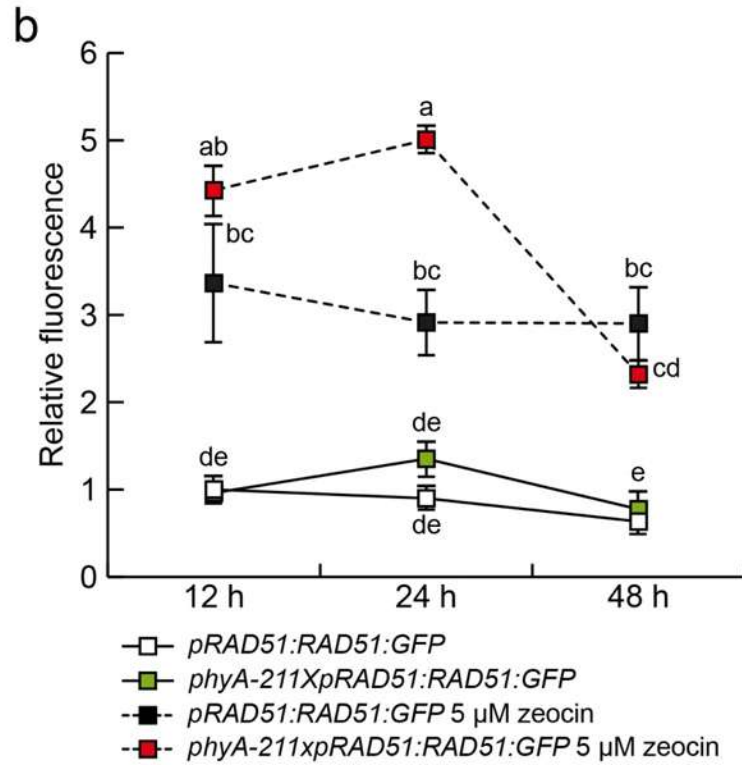 b
Relative fluorescence
6
5
4
3
2
1
0
ab
a
bc
bc
bc
cd
de
de
de
e
12 h
24 h
48 h
pRAD51:RAD51:GFP
phyA-211XpRAD51:RAD51:GFP
pRAD51:RAD51:GFP 5 µM zeocin
phyA-211xpRAD51:RAD51:GFP 5 µM zeocin